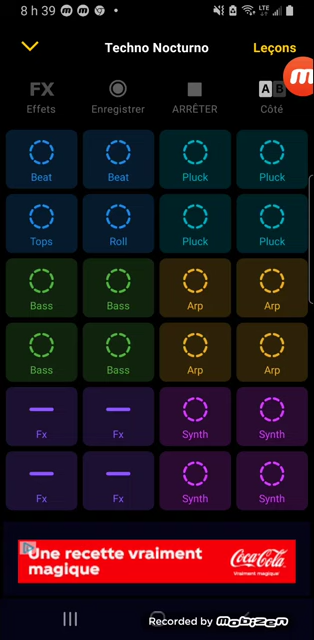 8 h 39
LTE
Techno Nocturno
Leçons
FX
A B
Effets
Enregistrer
ARRÊTER
Côté
Beat
Beat
Pluck
Pluck
Tops
Roll
Pluck
Pluck
Bass
Bass
Arp
Arp
Bass
Bass
Arp
Arp
Fx
Fx
Synth
Synth
Fx
Fx
Synth
Synth
Une recette vraiment
magique
Coca-Cola
Vraiment magique
Recorded by MOBIZEN